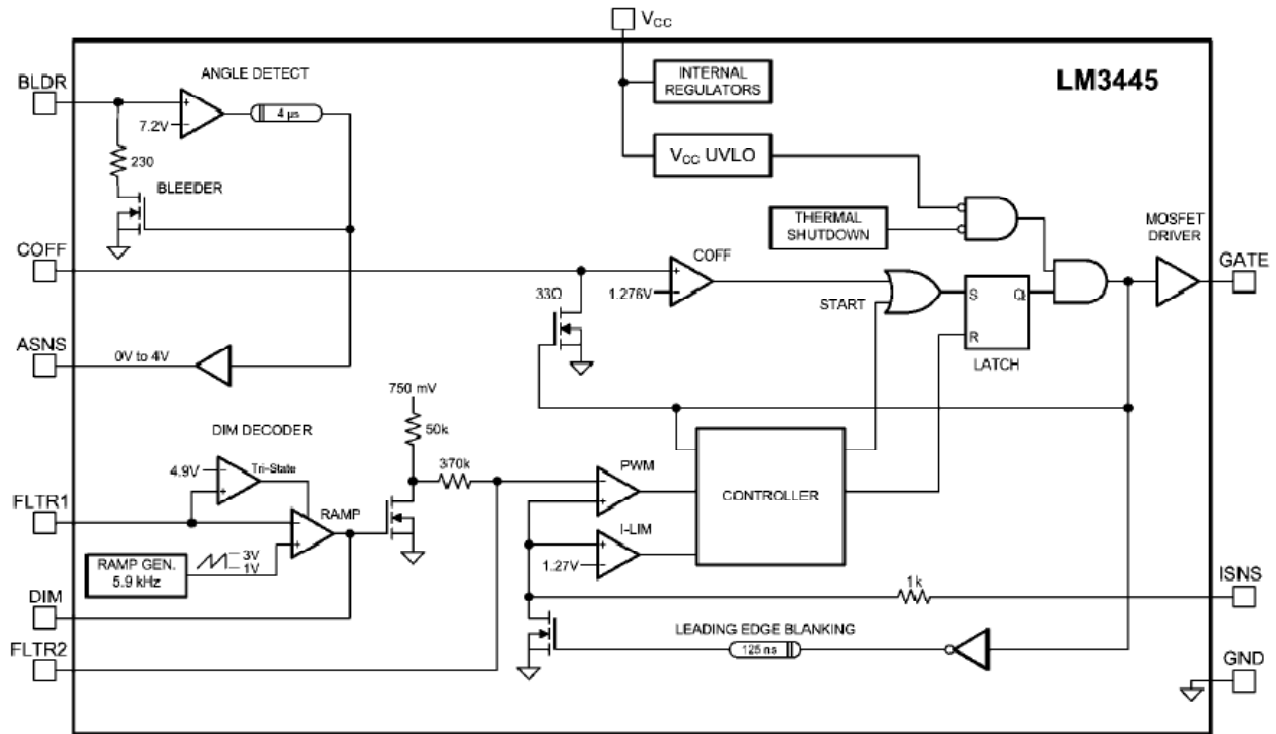 VCC
LM3445
ANGLE DETECT
BLDR
4 µs
7.2V
230
BLEEDER
INTERNAL
REGULATORS
VCC UVLO
THERMAL
SHUTDOWN
MOSFET
DRIVER
COFF
COFF
1.276V
33Ω
START
S
Q
R
LATCH
GATE
ASNS
0V to 4V
750 mV
50k
DIM DECODER
370k
4.9V
Tri-State
PWM
CONTROLLER
FLTR1
RAMP
I-LIM
1.27V
RAMP GEN.
5.9 kHz
3V
1V
1k
ISNS
DIM
LEADING EDGE BLANKING
125 ns
FLTR2
GND